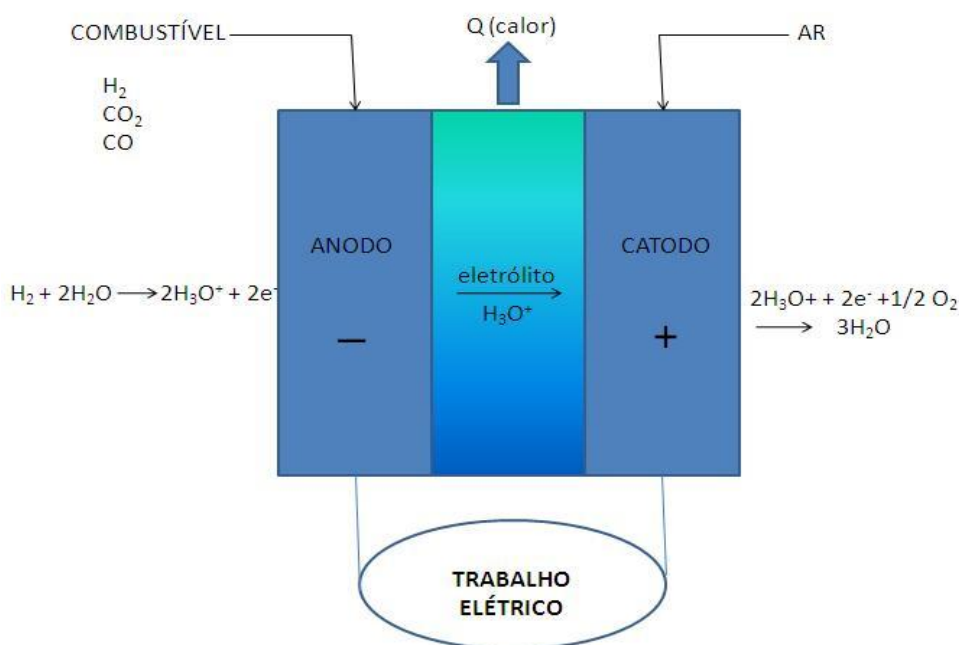 COMBUSTÍVEL
Q (calor)
AR
H₂
CO₂
CO
ANODO
eletrólito
CATODO
H₂ + 2H₂O ⟶ 2H₃O⁺ + 2e⁻
H₃O⁺
2H₃O+ + 2e⁻ +1/2 O₂
⟶ 3H₂O
–
+
TRABALHO
ELÉTRICO